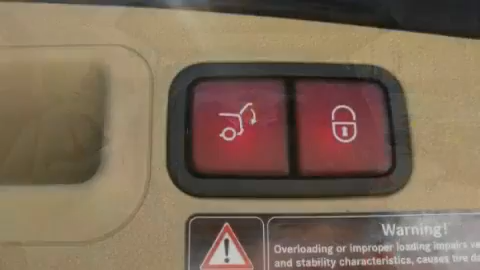 Warning!
Overloading or improper loading impairs
and stability characteristics, causes tire